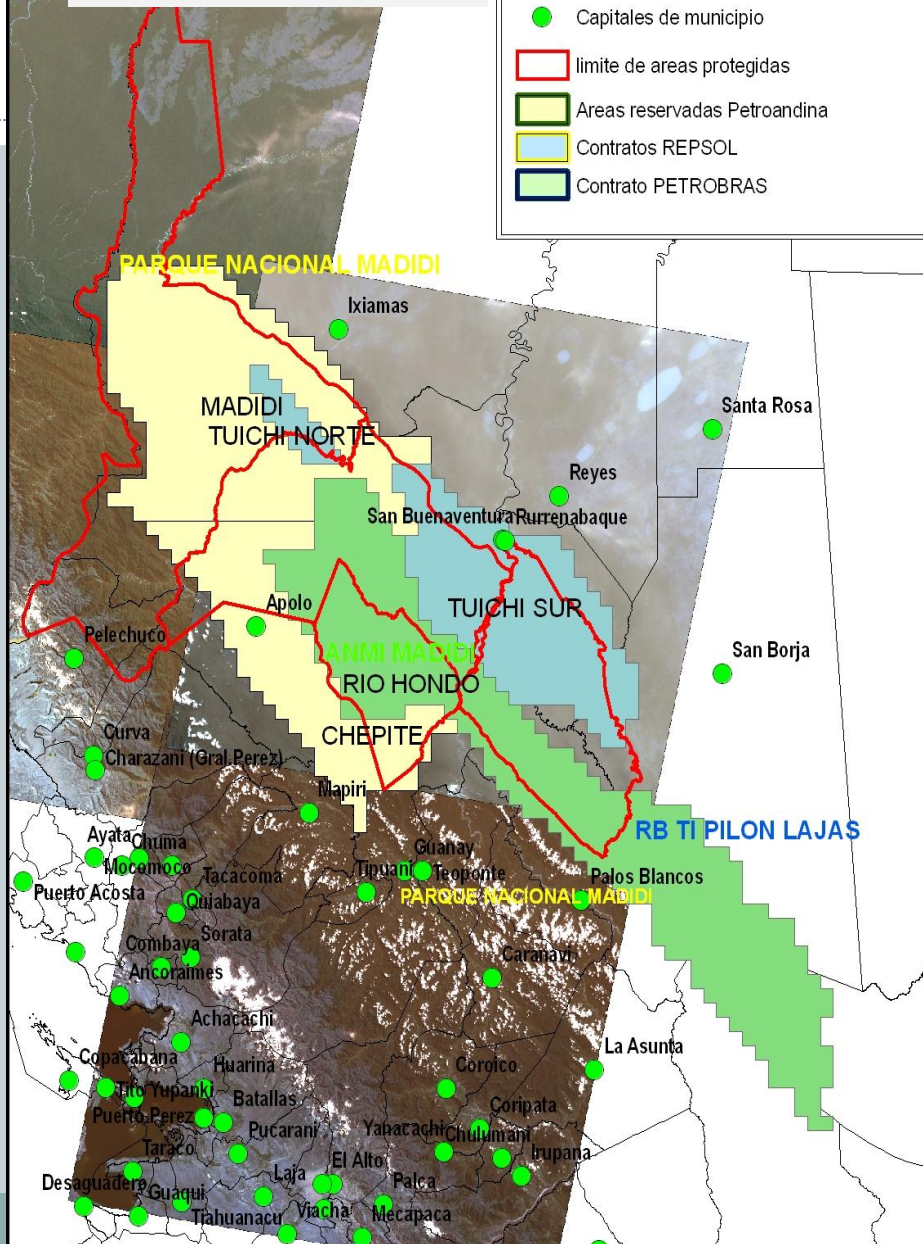 Capitales de municipio
limite de areas protegidas
Areas reservadas Petroandina
Contratos REPSOL
Contrato PETROBRAS
PARQUE NACIONAL MADIDI
Ixiamas
MADIDI
TUICHI NORTE
Santa Rosa
Reyes
San Buenaventura
Rurrenabaque
Apolo
TUICHI SUR
Pelechuco
ANMI MADIDI
San Borja
RIO HONDO
Curva
CHEPITE
Charazani (Gral.Perez)
Mapiri
RB TI PILON LAJAS
Ayata
Chuma
Mocomoco
Guanay
Tipuani
Teoponte
Puerto Acosta
Tacacoma
Palos Blancos
PARQUE NACIONAL MADIDI
Quiabaya
Combaya
Sorata
Ancoraimes
Caranavi
Achacachi
La Asunta
Copacabana
Huarina
Coroico
Tito Yupanki
Batallas
Puerto Perez
Coripata
Yanacachi
Chulumani
Taraco
Pucarani
Irupana
Laja
El Alto
Desaguadero
Guaqui
Palca
Tiahuanacu
Viacha
Mecapaca